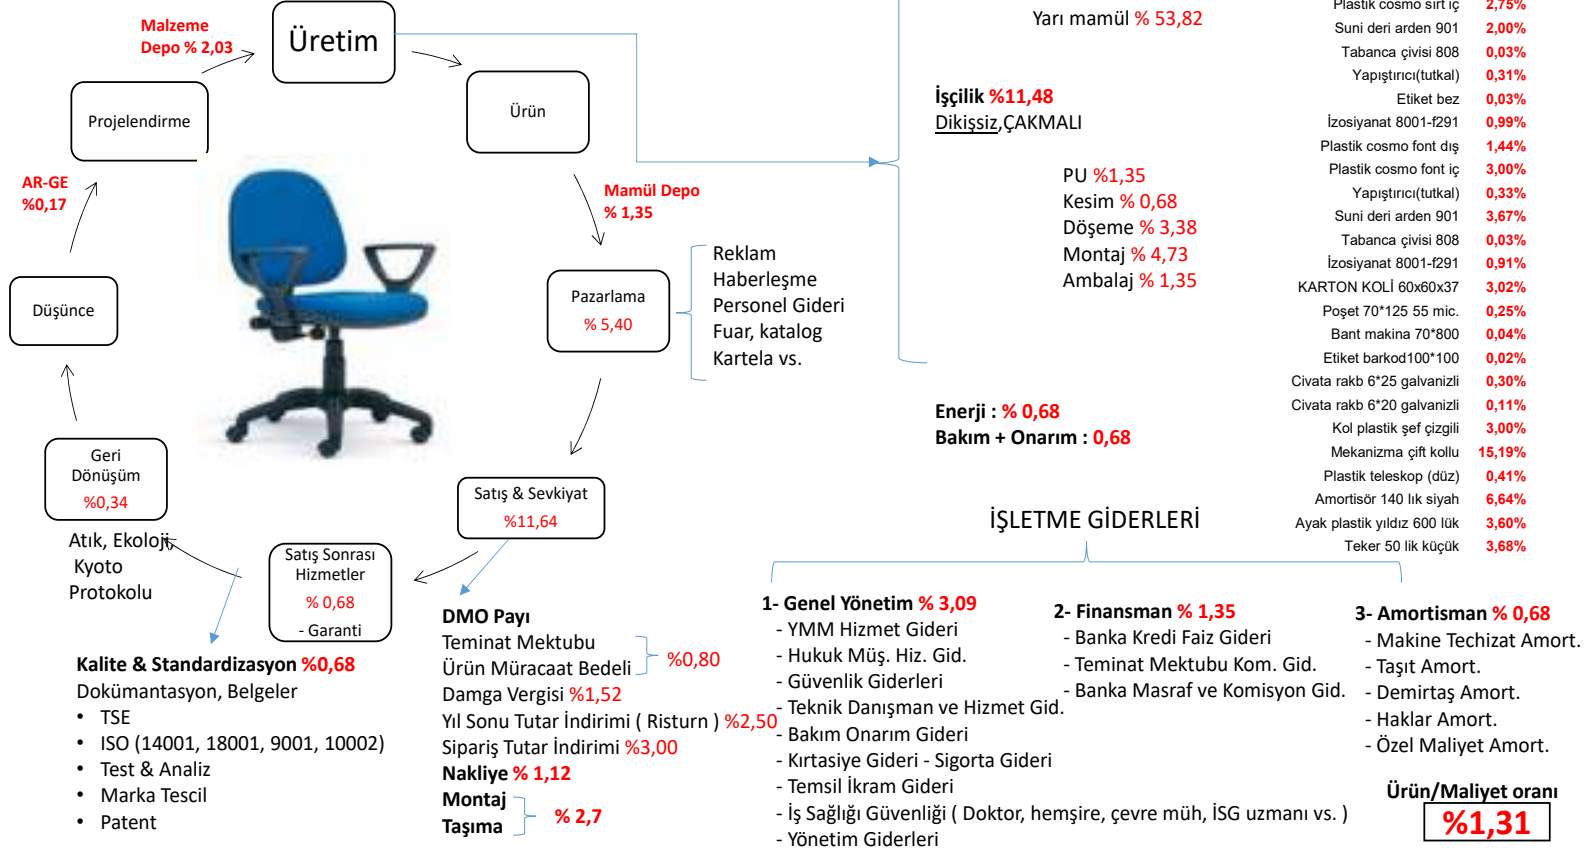 Malzeme
Depo % 2,03
Üretim
Projelendirme
Ürün
AR-GE
%0,17
Mamül Depo
% 1,35
Düşünce
Pazarlama
% 5,40
Reklam
Haberleşme
Personel Gideri
Fuar, katalog
Kartela vs.
Geri
Dönüşüm
%0,34
Atık, Ekoloji,
Kyoto
Protokolu
Satış & Sevkiyat
%11,64
Satış Sonrası
Hizmetler
% 0,68
- Garanti
Kalite & Standardizasyon %0,68
Dokümantasyon, Belgeler
• TSE
• ISO (14001, 18001, 9001, 10002)
• Test & Analiz
• Marka Tescil
• Patent
DMO Payı
Teminat Mektubu
Ürün Müracaat Bedeli
%0,80
Damga Vergisi %1,52
Yıl Sonu Tutar İndirimi ( Risturn ) %2,50
Sipariş Tutar İndirimi %3,00
Nakliye % 1,12
Montaj
Taşıma
% 2,7
Yarı mamül % 53,82
İşçilik %11,48
Dikişsiz,ÇAKMALI
PU %1,35
Kesim % 0,68
Döşeme % 3,38
Montaj % 4,73
Ambalaj % 1,35
Enerji : % 0,68
Bakım + Onarım : 0,68
Plastik cosmo sırt iç 2,75%
Suni deri arden 901 2,00%
Tabanca çivisi 808 0,03%
Yapıştırıcı(tutkal) 0,31%
Etiket bez 0,03%
İzosiyanat 8001-f291 0,99%
Plastik cosmo font dış 1,44%
Plastik cosmo font iç 3,00%
Yapıştırıcı(tutkal) 0,33%
Suni deri arden 901 3,67%
Tabanca çivisi 808 0,03%
İzosiyanat 8001-f291 0,91%
KARTON KOLİ 60x60x37 3,02%
Poşet 70*125 55 mic. 0,25%
Bant makina 70*800 0,04%
Etiket barkod100*100 0,02%
Civata rakb 6*25 galvanizli 0,30%
Civata rakb 6*20 galvanizli 0,11%
Kol plastik şef çizgili 3,00%
Mekanizma çift kollu 15,19%
Plastik teleskop (düz) 0,41%
Amortisör 140 lık siyah 6,64%
Ayak plastik yıldız 600 lük 3,60%
Teker 50 lik küçük 3,68%
İŞLETME GİDERLERİ
1- Genel Yönetim % 3,09
- YMM Hizmet Gideri
- Hukuk Müş. Hiz. Gid.
- Güvenlik Giderleri
- Teknik Danışman ve Hizmet Gid.
- Bakım Onarım Gideri
- Kırtasiye Gideri - Sigorta Gideri
- Temsil İkram Gideri
- İş Sağlığı Güvenliği ( Doktor, hemşire, çevre müh, İSG uzmanı vs. )
- Yönetim Giderleri
2- Finansman % 1,35
- Banka Kredi Faiz Gideri
- Teminat Mektubu Kom. Gid.
- Banka Masraf ve Komisyon Gid.
3- Amortisman % 0,68
- Makine Techizat Amort.
- Taşıt Amort.
- Demirtaş Amort.
- Haklar Amort.
- Özel Maliyet Amort.
Ürün/Maliyet oranı
%1,31